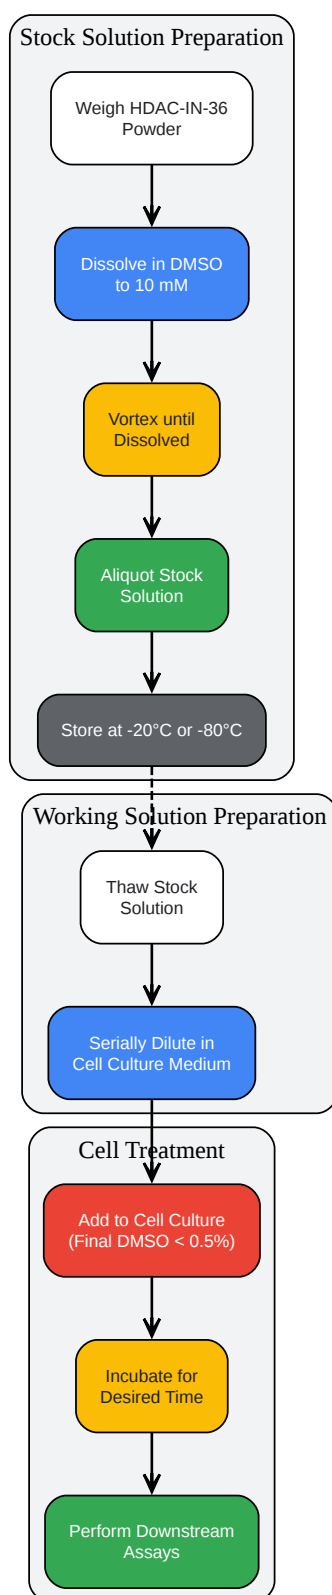 Stock Solution Preparation
Weigh HDAC-IN-36
Powder
Dissolve in DMSO
to 10 mM
Vortex until
Dissolved
Aliquot Stock
Solution
Store at -20°C or -80°C
Working Solution Preparation
Thaw Stock
Solution
Serially Dilute in
Cell Culture Medium
Cell Treatment
Add to Cell Culture
(Final DMSO < 0.5%)
Incubate for
Desired Time
Perform Downstream
Assays